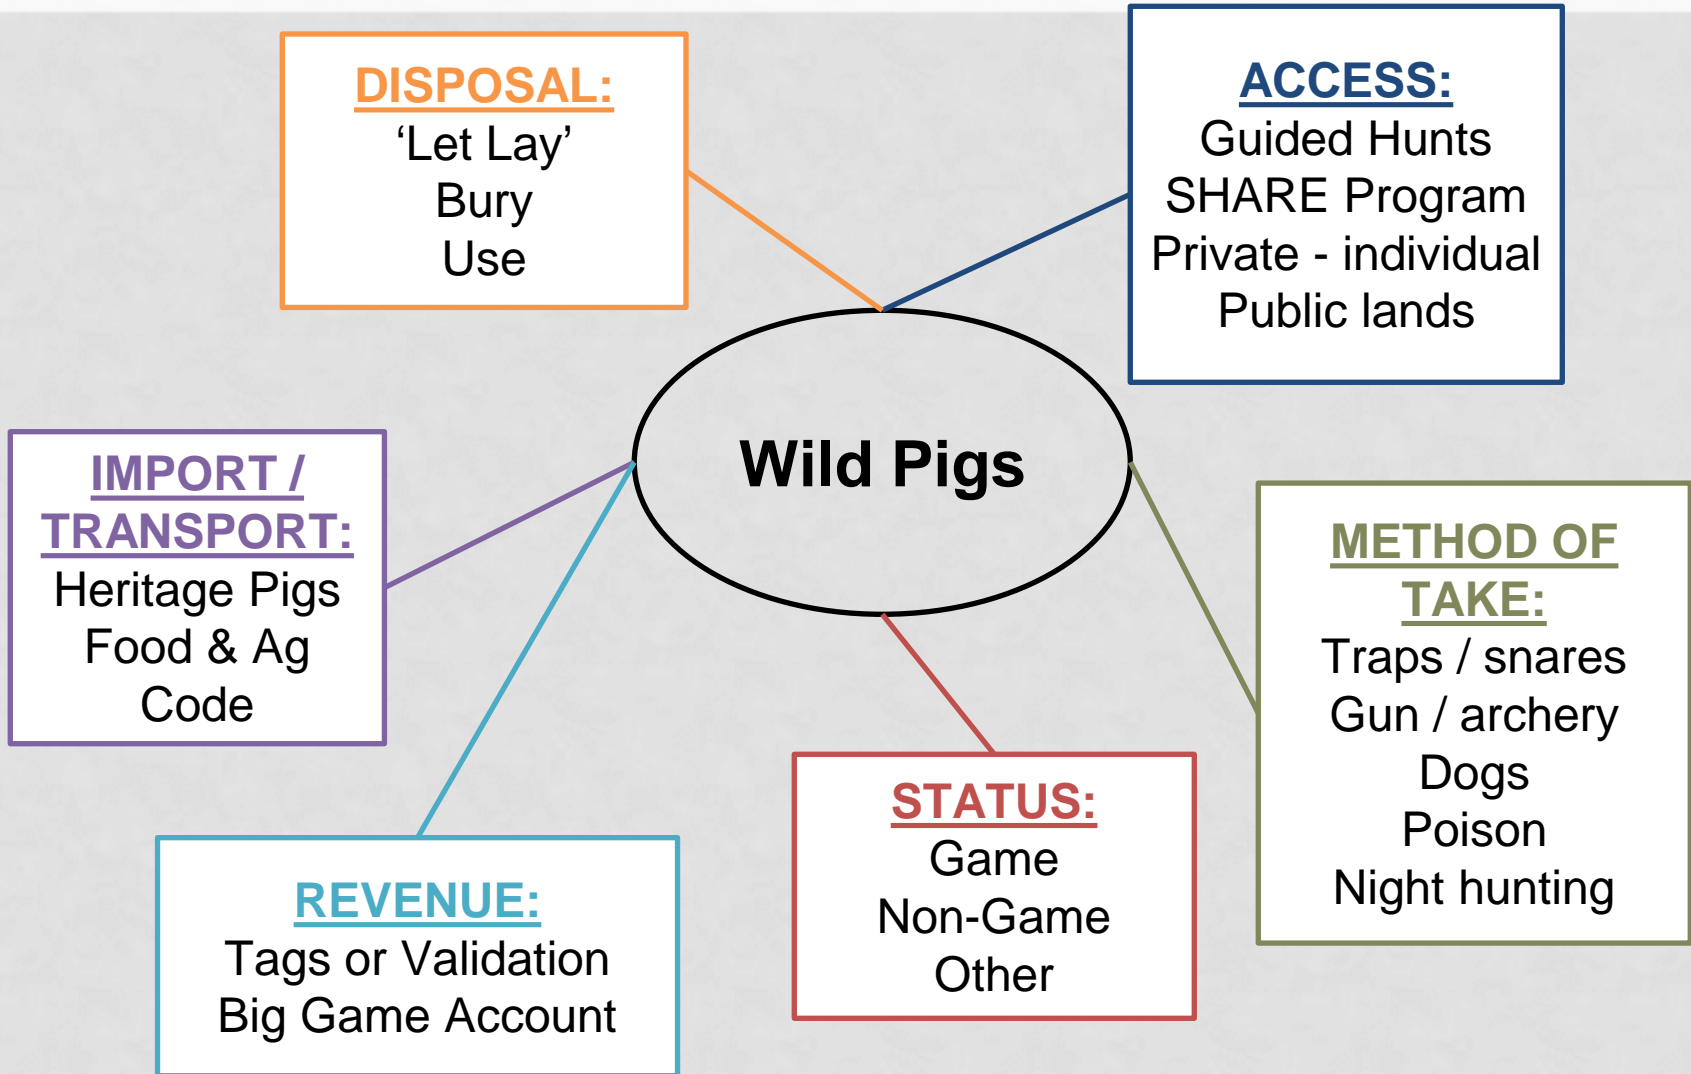 DISPOSAL:
‘Let Lay’
Bury
Use
ACCESS:
Guided Hunts
SHARE Program
Private - individual
Public lands
Wild Pigs
IMPORT /
TRANSPORT:
Heritage Pigs
Food & Ag
Code
METHOD OF
TAKE:
Traps / snares
Gun / archery
Dogs
Poison
Night hunting
REVENUE:
Tags or Validation
Big Game Account
STATUS:
Game
Non-Game
Other